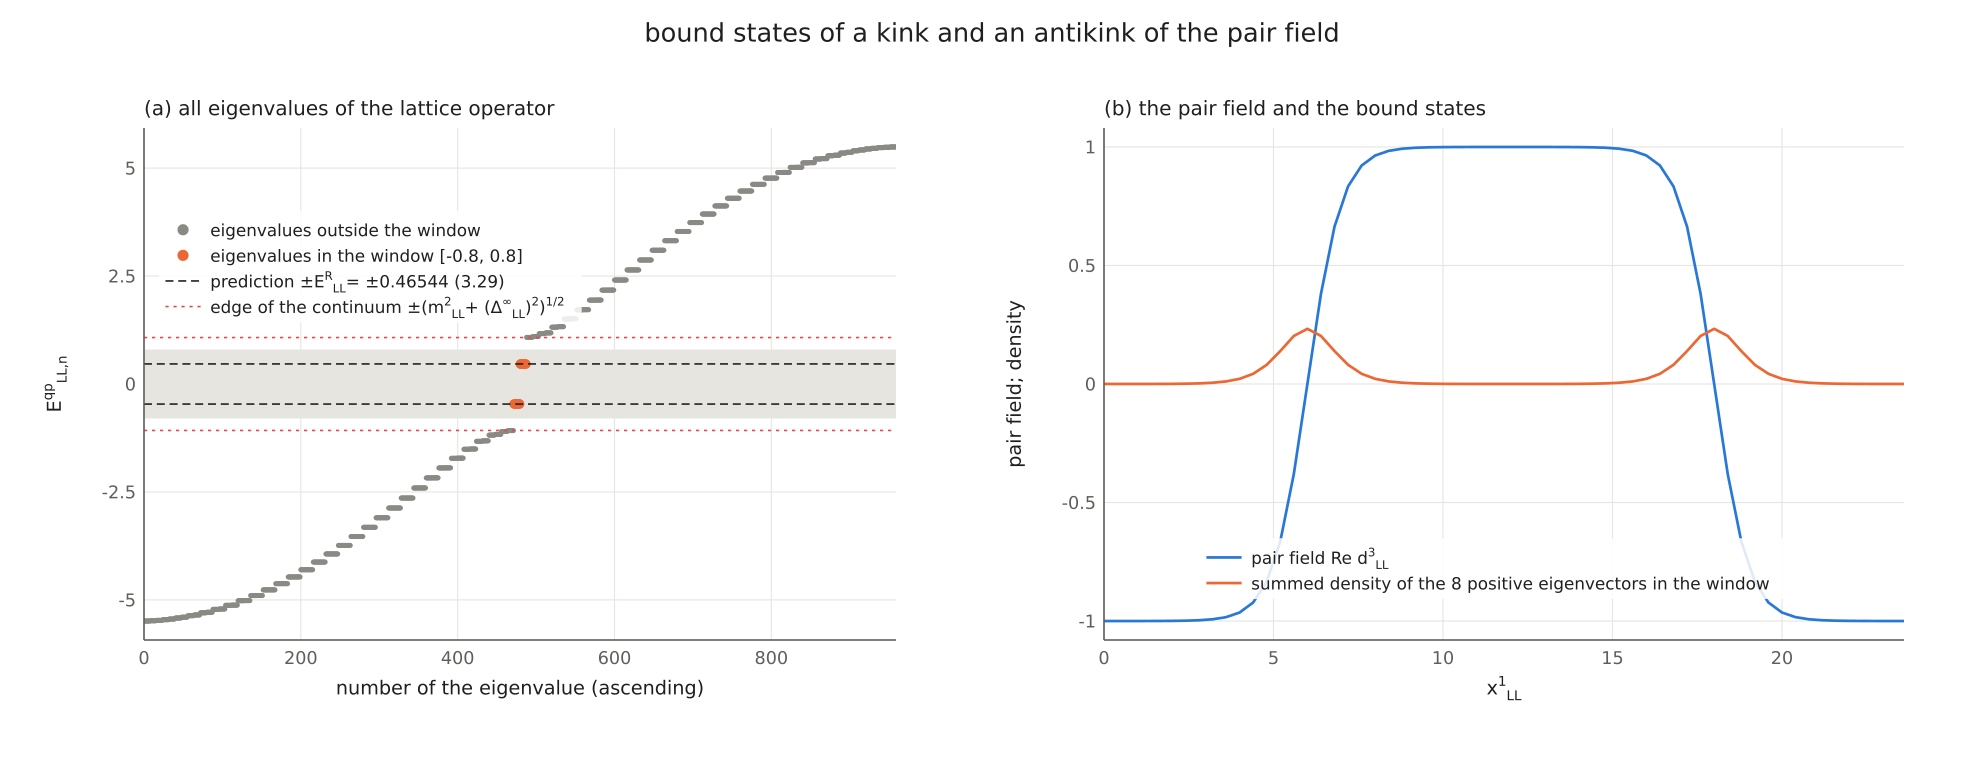 bound states of a kink and an antikink of the pair field
(a) all eigenvalues of the lattice operator
5
2.5
0
-2.5
-5
E^qp_LL,n
eigenvalues outside the window
eigenvalues in the window [-0.8, 0.8]
prediction ±E^R_LL= ±0.46544 (3.29)
edge of the continuum ±(m^2_LL+ (Δ^∞_LL)^2)^1/2
0 200 400 600 800
number of the eigenvalue (ascending)
(b) the pair field and the bound states
1
0.5
0
-0.5
-1
pair field; density
pair field Re d^3_LL
summed density of the 8 positive eigenvectors in the window
0 5 10 15 20
x^1_LL